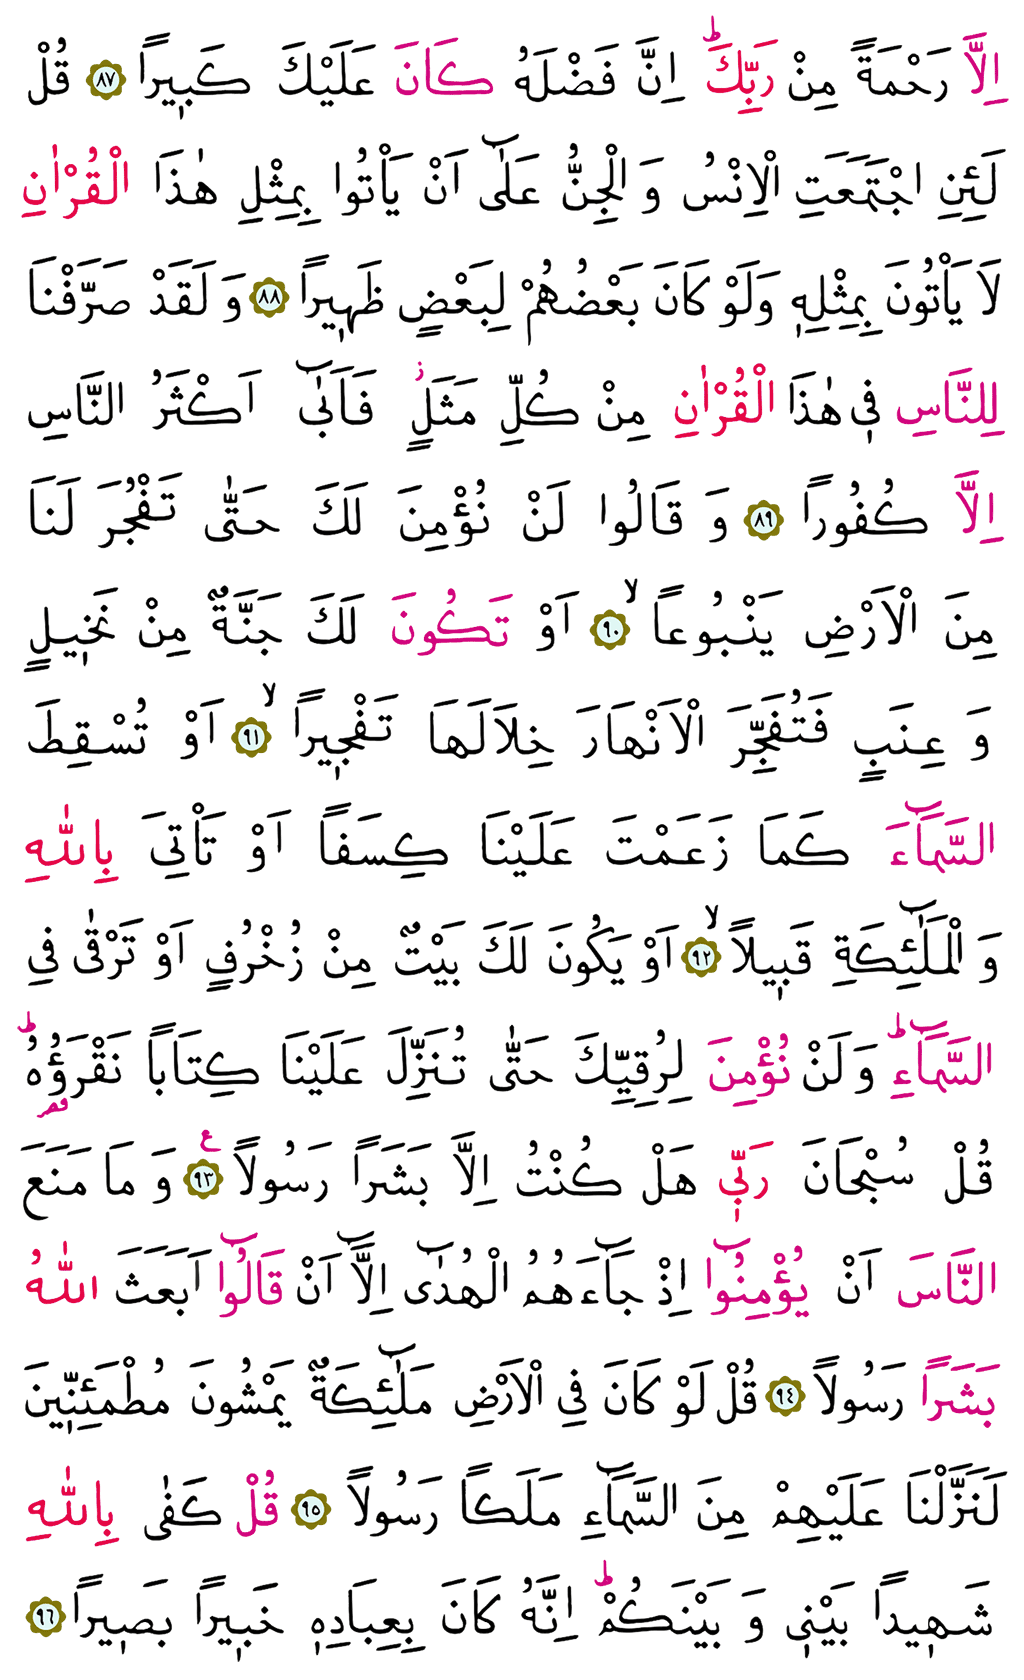 اِلَّا رَحْمَةً مِنْ رَبِّكَۜ اِنَّ فَضْلَهُ كَانَ عَلَيْكَ كَب۪يراً ﴿٨٧﴾ قُلْ
لَئِنِ اجْتَمَعَتِ الْاِنْسُ وَ الْجِنُّ عَلٰٓى اَنْ يَأْتُوا بِمِثْلِ هٰذَا الْقُرْاٰنِ
لَا يَأْتُونَ بِمِثْلِه۪ وَلَوْ كَانَ بَعْضُهُمْ لِبَعْضٍ ظَه۪يراً ﴿٨٨﴾ وَ لَقَدْ صَرَّفْنَا
لِلنَّاسِ ف۪ي هٰذَا الْقُرْاٰنِ مِنْ كُلِّ مَثَلٍۘ فَاَبٰٓى اَكْثَرُ النَّاسِ
اِلَّا كُفُوراً ﴿٨٩﴾ وَ قَالُوا لَنْ نُؤْمِنَ لَكَ حَتّٰى تَفْجُرَ لَنَا
مِنَ الْاَرْضِ يَنْبُوعاًۙ ﴿٩٠﴾ اَوْ تَكُونَ لَكَ جَنَّةٌ مِنْ نَخ۪يلٍ
وَ عِنَبٍ فَتُفَجِّرَ الْاَنْهَارَ خِلَالَهَا تَفْج۪يراًۙ ﴿٩١﴾ اَوْ تُسْقِطَ
السَّمَٓاءَ كَمَا زَعَمْتَ عَلَيْنَا كِسَفاً اَوْ تَأْتِيَ بِاللّٰهِ
وَ الْمَلٰٓئِكَةِ قَب۪يلاًۙ ﴿٩٢﴾ اَوْ يَكُونَ لَكَ بَيْتٌ مِنْ زُخْرُفٍ اَوْ تَرْقٰى فِي
السَّمَٓاءِۜ وَ لَنْ نُؤْمِنَ لِرُقِيِّكَ حَتّٰى تُنَزِّلَ عَلَيْنَا كِتَاباً نَقْرَؤُ۬هُۜ
قُلْ سُبْحَانَ رَبّ۪ي هَلْ كُنْتُ اِلَّا بَشَراً رَسُولاً۟ ﴿٩٣﴾ وَ مَا مَنَعَ
النَّاسَ اَنْ يُؤْمِنُٓوا اِذْ جَٓاءَهُمُ الْهُدٰٓى اِلَّٓا اَنْ قَالُٓوا اَبَعَثَ اللّٰهُ
بَشَراً رَسُولاً ﴿٩٤﴾ قُلْ لَوْ كَانَ فِي الْاَرْضِ مَلٰٓئِكَةٌ يَمْشُونَ مُطْمَئِنّ۪ينَ
لَنَزَّلْنَا عَلَيْهِمْ مِنَ السَّمَٓاءِ مَلَكاً رَسُولاً ﴿٩٥﴾ قُلْ كَفٰى بِاللّٰهِ
شَه۪يداً بَيْن۪ي وَ بَيْنَكُمْۜ اِنَّهُ كَانَ بِعِبَادِه۪ خَب۪يراً بَص۪يراً ﴿٩٦﴾